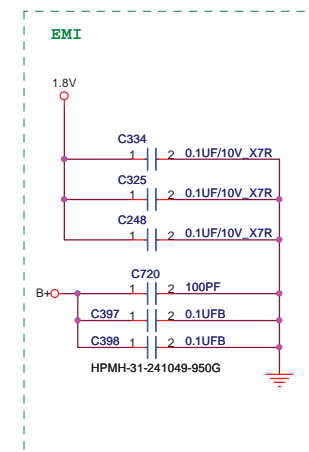 EMI
1.8V
C334
1 2 0.1UF/10V_X7R
C325
1 2 0.1UF/10V_X7R
C248
1 2 0.1UF/10V_X7R
C720
B+ 1 2 100PF
C397 1 2 0.1UFB
C398 1 2 0.1UFB
HPMH-31-241049-950G